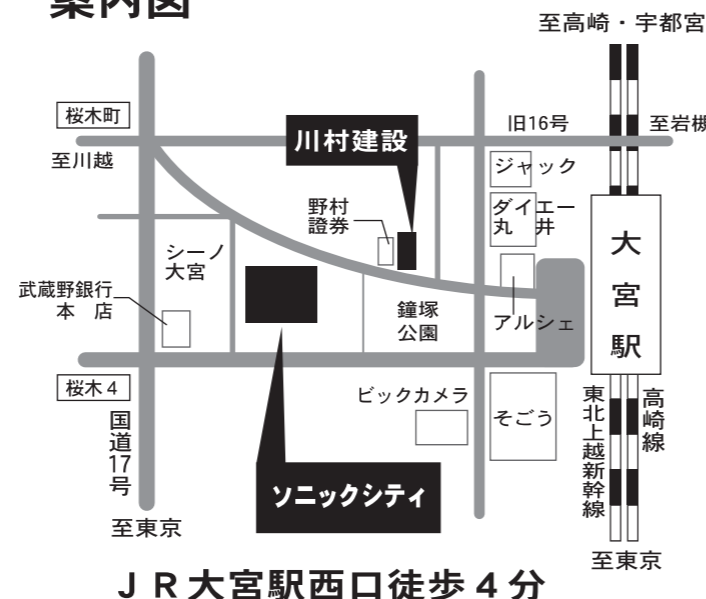 案内図
至高崎・宇都宮
桜木町
旧16号
至岩槻
川村建設
至川越
ジャック
野村
證券
ダイエー
丸　井
大宮駅
シーノ
大宮
武蔵野銀行
本　店
鐘塚
公園
アルシェ
桜木4
ビックカメラ
そごう
東北上越新幹線
高崎線
国道17号
ソニックシティ
至東京
至東京
ＪＲ大宮駅西口徒歩４分